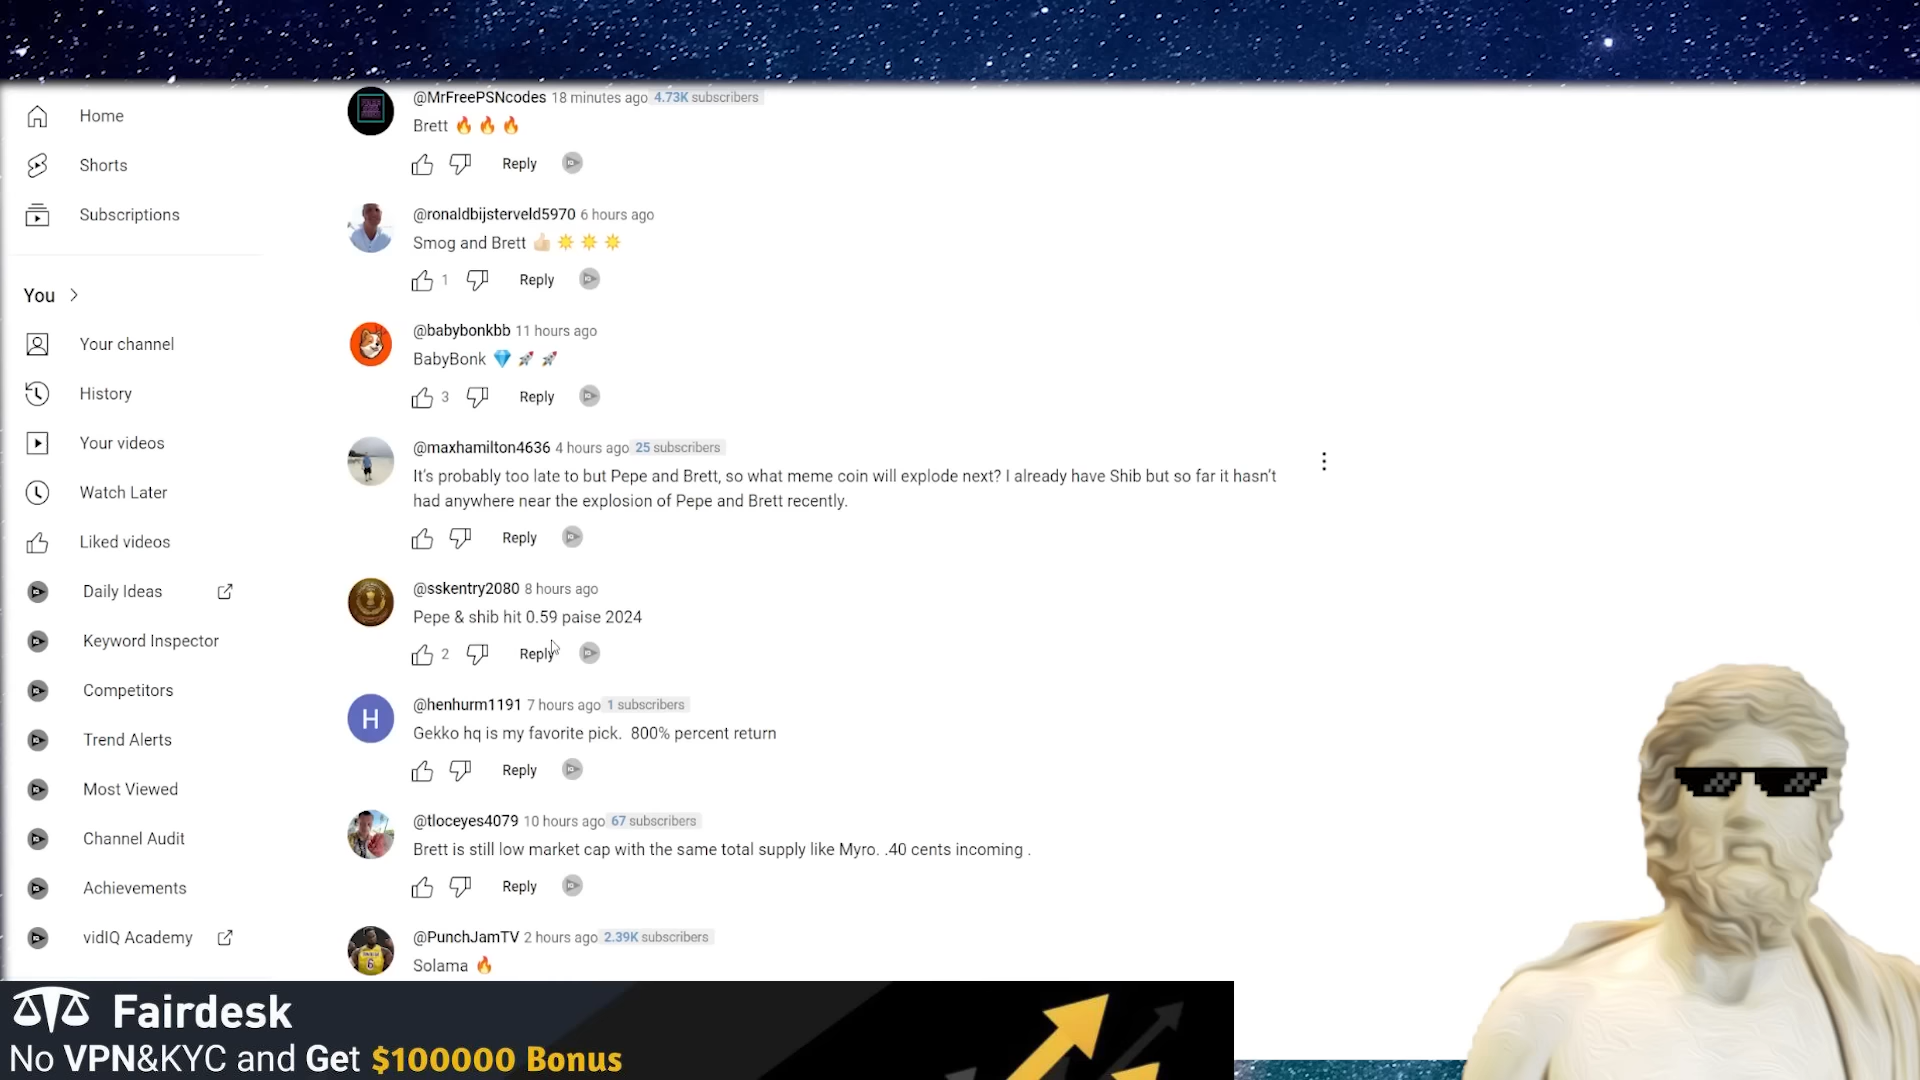 Home
Shorts
Subscriptions
You
Your channel
History
Your videos
Watch Later
Liked videos
Daily Ideas
Keyword Inspector
Competitors
Trend Alerts
Most Viewed
Channel Audit
Achievements
vidIQ Academy
@MrFreePSNcodes 18 minutes ago 4.73K subscribers
Brett 🔥 🔥 🔥
Reply
@ronaldbijsterveld5970 6 hours ago
Smog and Brett 👍🏻 ☀️ ☀️ ☀️
1 Reply
@babybonkbb 11 hours ago
BabyBonk 💎 🚀 🚀
3 Reply
@maxhamilton4636 4 hours ago 25 subscribers
It's probably too late to but Pepe and Brett, so what meme coin will explode next? I already have Shib but so far it hasn't
had anywhere near the explosion of Pepe and Brett recently.
Reply
@sskentry2080 8 hours ago
Pepe & shib hit 0.59 paise 2024
2 Reply
@henhurm1191 7 hours ago 1 subscribers
H
Gekko hq is my favorite pick. 800% percent return
Reply
@tloceyes4079 10 hours ago 67 subscribers
Brett is still low market cap with the same total supply like Myro. .40 cents incoming .
Reply
@PunchJamTV 2 hours ago 2.39K subscribers
Solama 🔥
Fairdesk
No VPN&KYC and Get $100000 Bonus